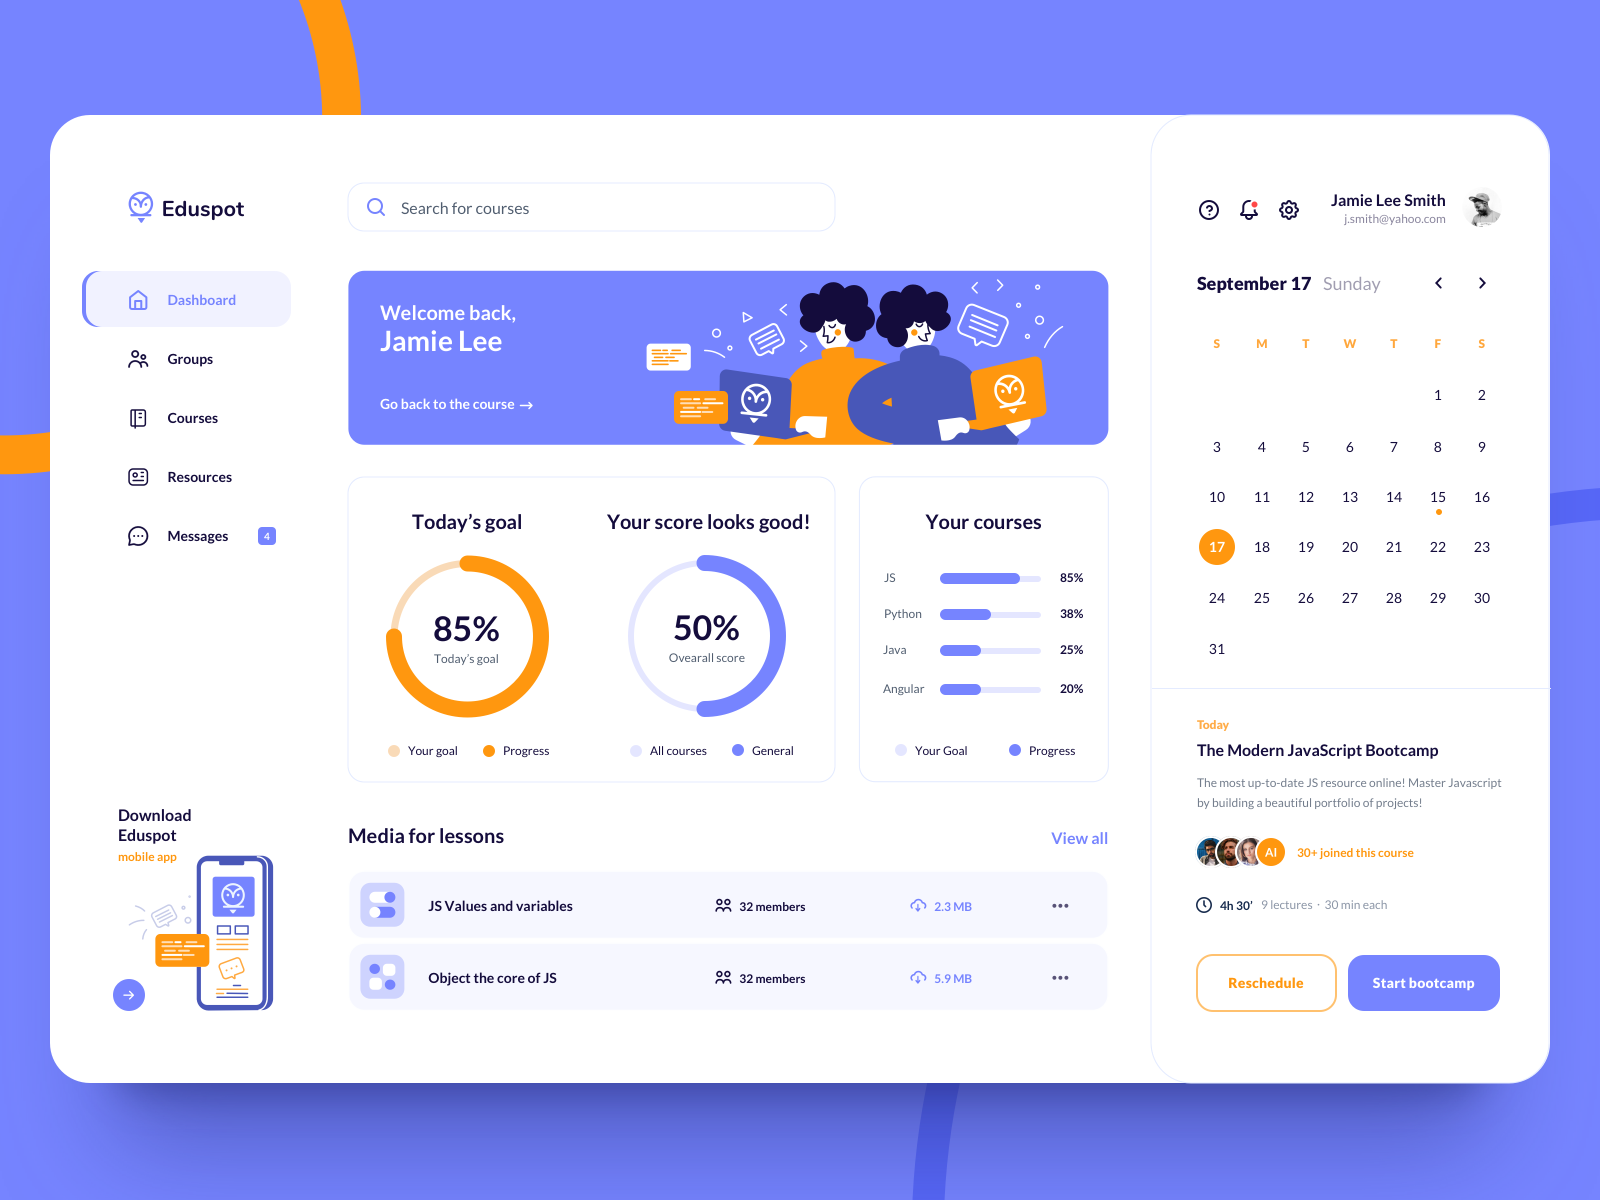 Eduspot
Search for courses
Dashboard
Groups
Courses
Resources
Messages
4
Download
Eduspot
mobile app
Welcome back,
Jamie Lee
Go back to the course →
Today's goal
85%
Today's goal
Your goal
Progress
Your score looks good!
50%
Ovearall score
All courses
General
Your courses
JS 85%
Python 38%
Java 25%
Angular 20%
Your Goal
Progress
Media for lessons
View all
JS Values and variables 32 members 2.3 MB
Object the core of JS 32 members 5.9 MB
Jamie Lee Smith
j.smith@yahoo.com
September 17 Sunday
S M T W T F S
1 2
3 4 5 6 7 8 9
10 11 12 13 14 15 16
17 18 19 20 21 22 23
24 25 26 27 28 29 30
31
Today
The Modern JavaScript Bootcamp
The most up-to-date JS resource online! Master Javascript
by building a beautiful portfolio of projects!
AI
30+ joined this course
4h 30' 9 lectures · 30 min each
Reschedule
Start bootcamp